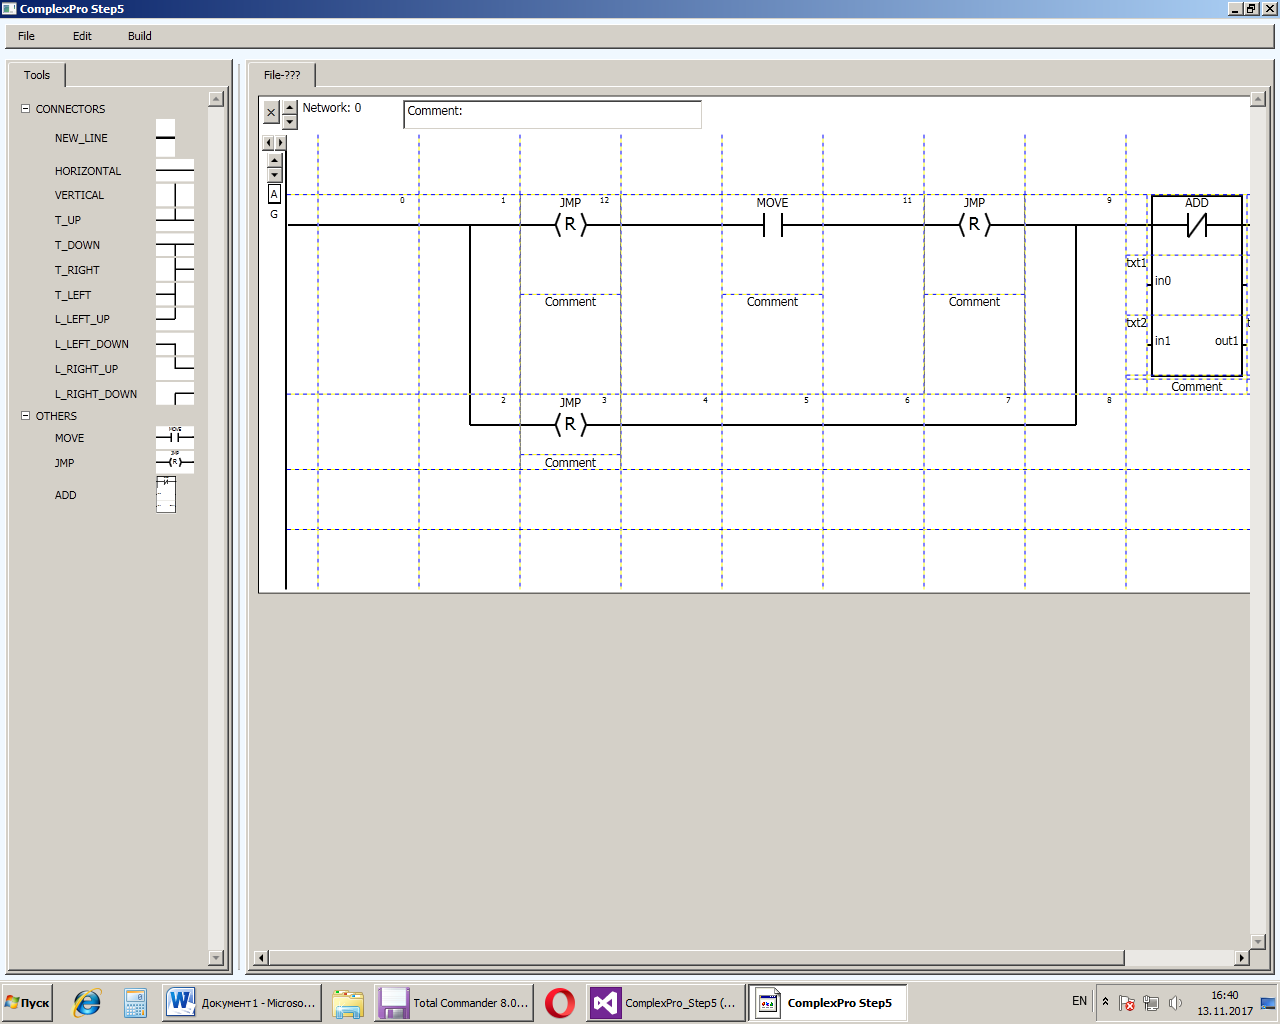 ComplexPro Step5
File Edit Build
Tools
CONNECTORS
NEW_LINE
HORIZONTAL
VERTICAL
T_UP
T_DOWN
T_RIGHT
T_LEFT
L_LEFT_UP
L_LEFT_DOWN
L_RIGHT_UP
L_RIGHT_DOWN
OTHERS
MOVE
JMP
ADD
File-???
Network: 0
Comment:
A
G
0 1 JMP 12 MOVE 11 JMP 9 ADD
R R
txt1
in0
Comment Comment Comment
txt2
in1 out1
Comment
2 JMP 3 4 5 6 7 8
R
Comment
Пуск
Документ1 - Microso...
Total Commander 8.0...
ComplexPro_Step5 (...
ComplexPro Step5
EN
16:40
13.11.2017